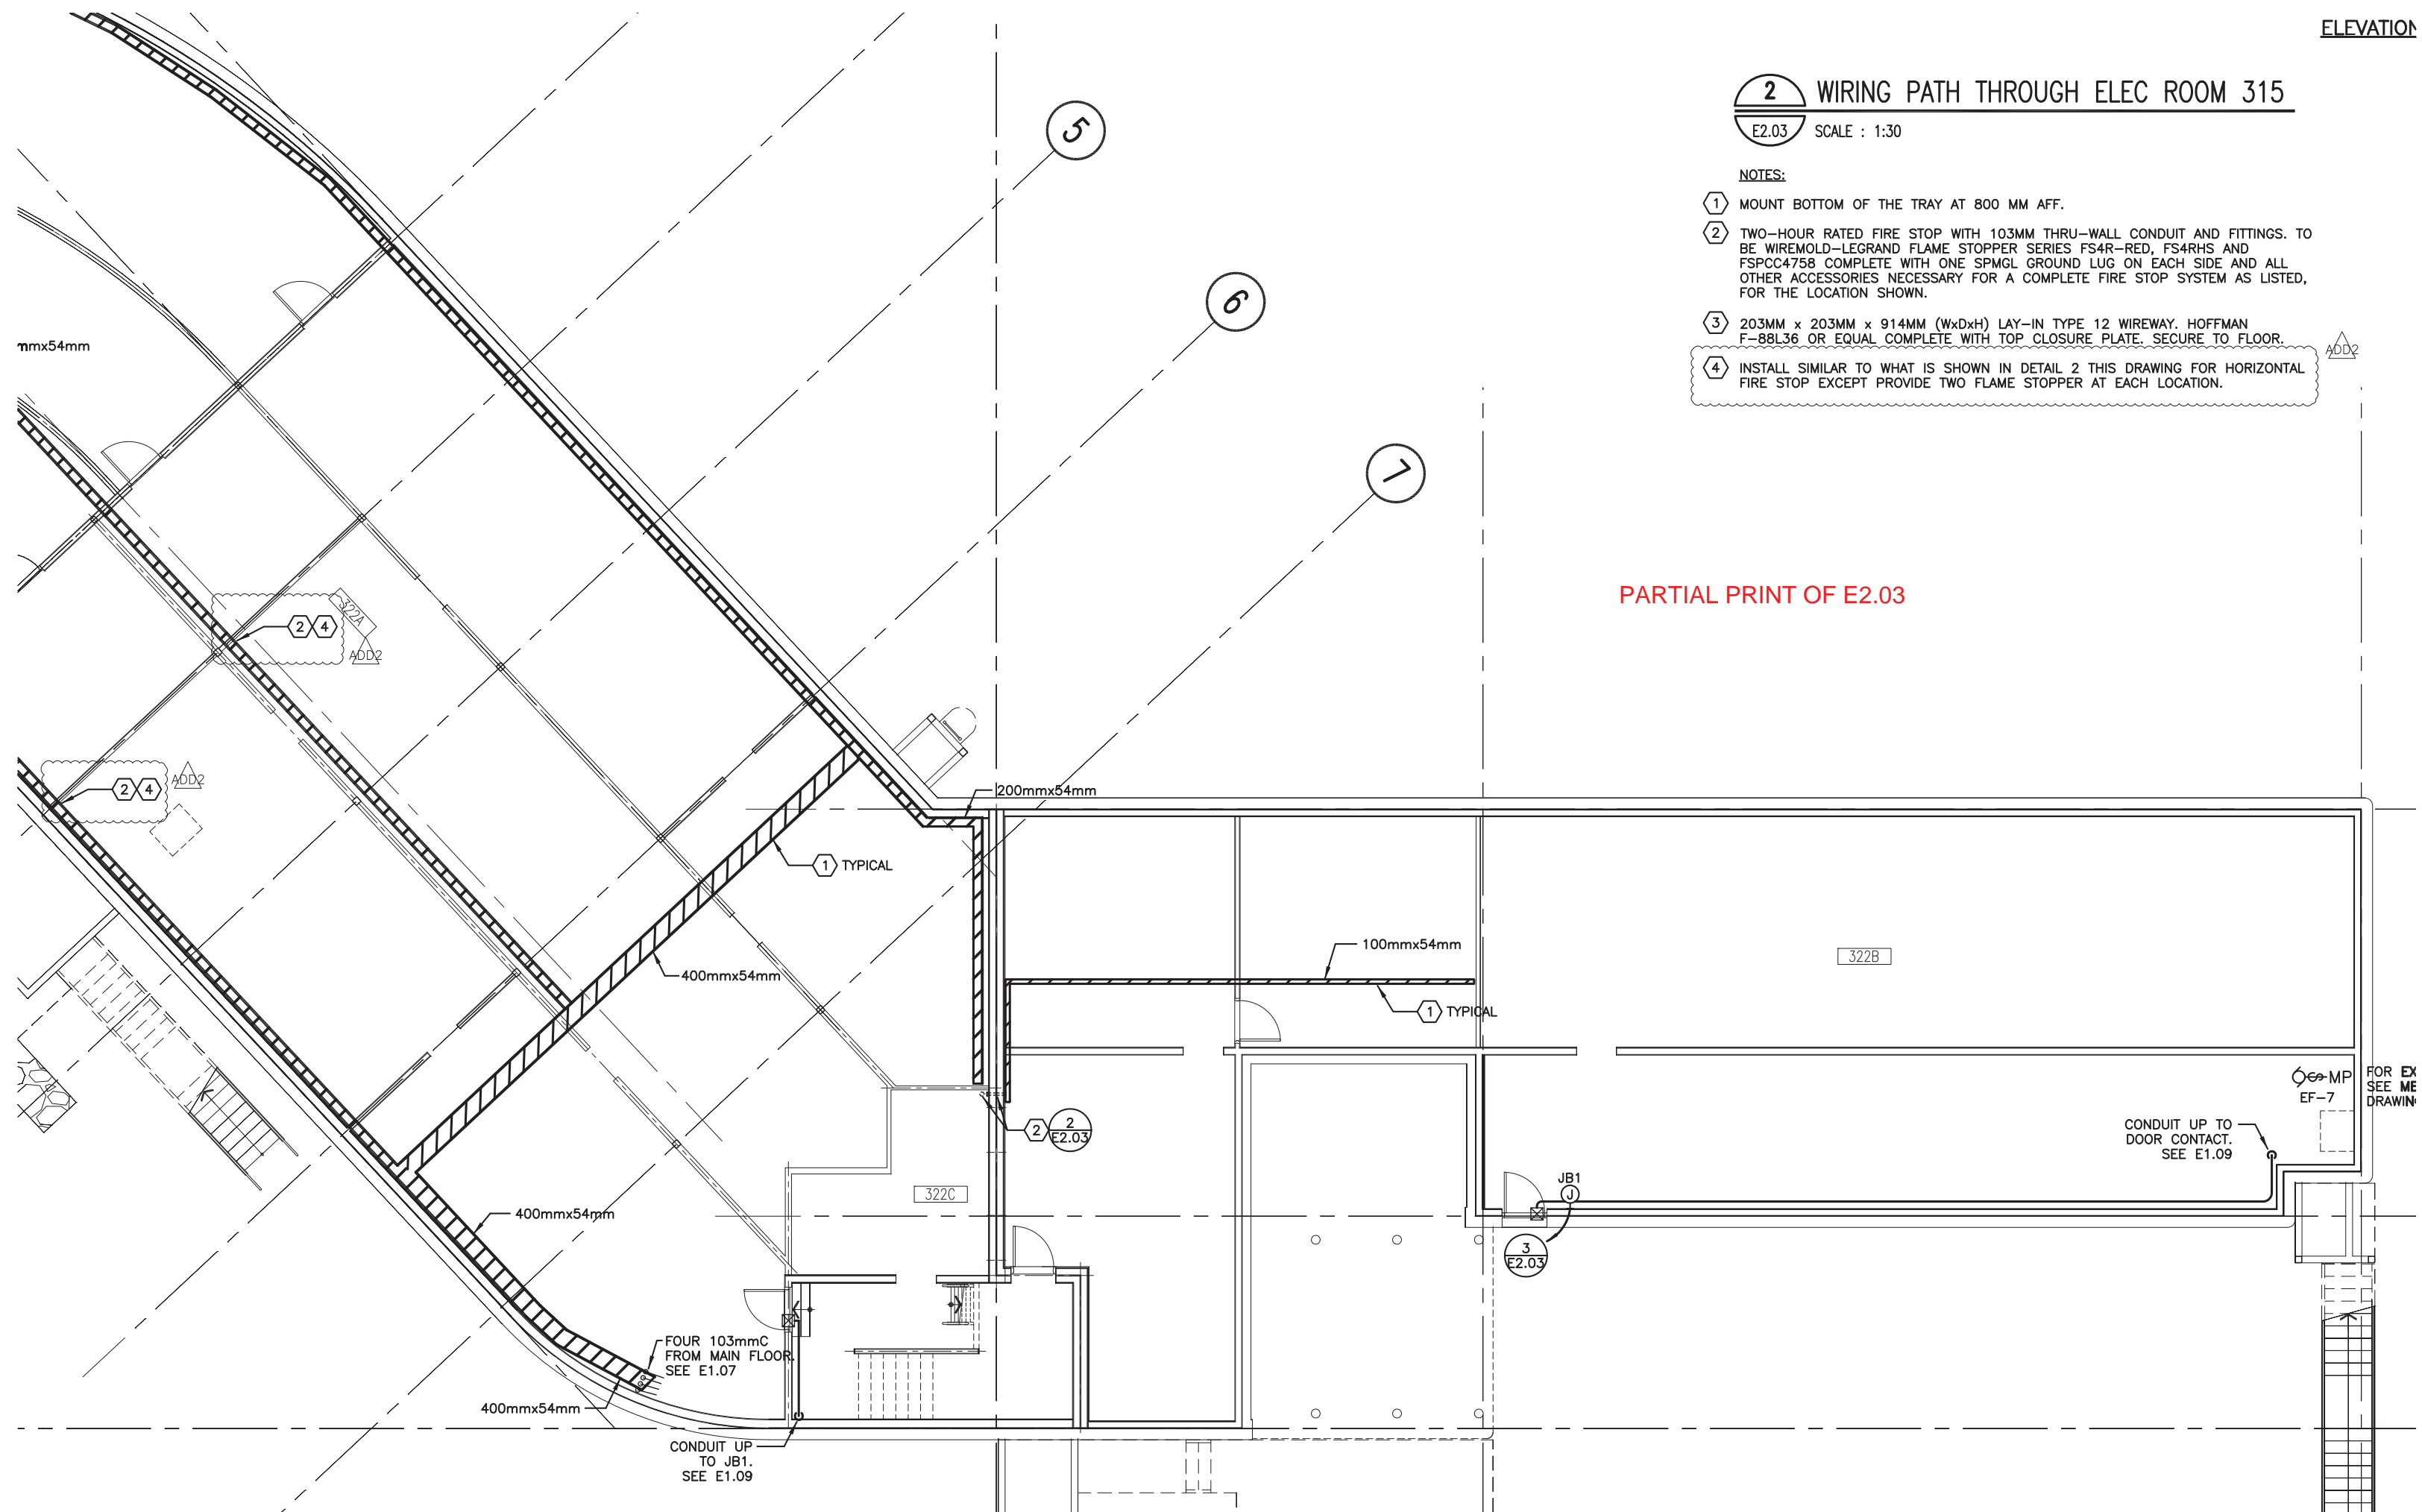 ELEVATION
2 WIRING PATH THROUGH ELEC ROOM 315
E2.03 SCALE : 1:30
NOTES:
1 MOUNT BOTTOM OF THE TRAY AT 800 MM AFF.
2 TWO-HOUR RATED FIRE STOP WITH 103MM THRU-WALL CONDUIT AND FITTINGS. TO
BE WIREMOLD-LEGRAND FLAME STOPPER SERIES FS4R-RED, FS4RHS AND
FSPCC4758 COMPLETE WITH ONE SPMGL GROUND LUG ON EACH SIDE AND ALL
OTHER ACCESSORIES NECESSARY FOR A COMPLETE FIRE STOP SYSTEM AS LISTED,
FOR THE LOCATION SHOWN.
3 203MM x 203MM x 914MM (WxDxH) LAY-IN TYPE 12 WIREWAY. HOFFMAN
F-88L36 OR EQUAL COMPLETE WITH TOP CLOSURE PLATE. SECURE TO FLOOR.
ADD2
4 INSTALL SIMILAR TO WHAT IS SHOWN IN DETAIL 2 THIS DRAWING FOR HORIZONTAL
FIRE STOP EXCEPT PROVIDE TWO FLAME STOPPER AT EACH LOCATION.
5
6
7
mmx54mm
PARTIAL PRINT OF E2.03
322A
2 4
ADD2
2 4
ADD2
200mmx54mm
1 TYPICAL
400mmx54mm
100mmx54mm
1 TYPICAL
322B
2
2
E2.03
MP
EF-7
FOR EX
SEE ME
DRAWIN
CONDUIT UP TO
DOOR CONTACT.
SEE E1.09
JB1
J
3
E2.03
322C
400mmx54mm
FOUR 103mmC
FROM MAIN FLOOR.
SEE E1.07
400mmx54mm
CONDUIT UP
TO JB1.
SEE E1.09